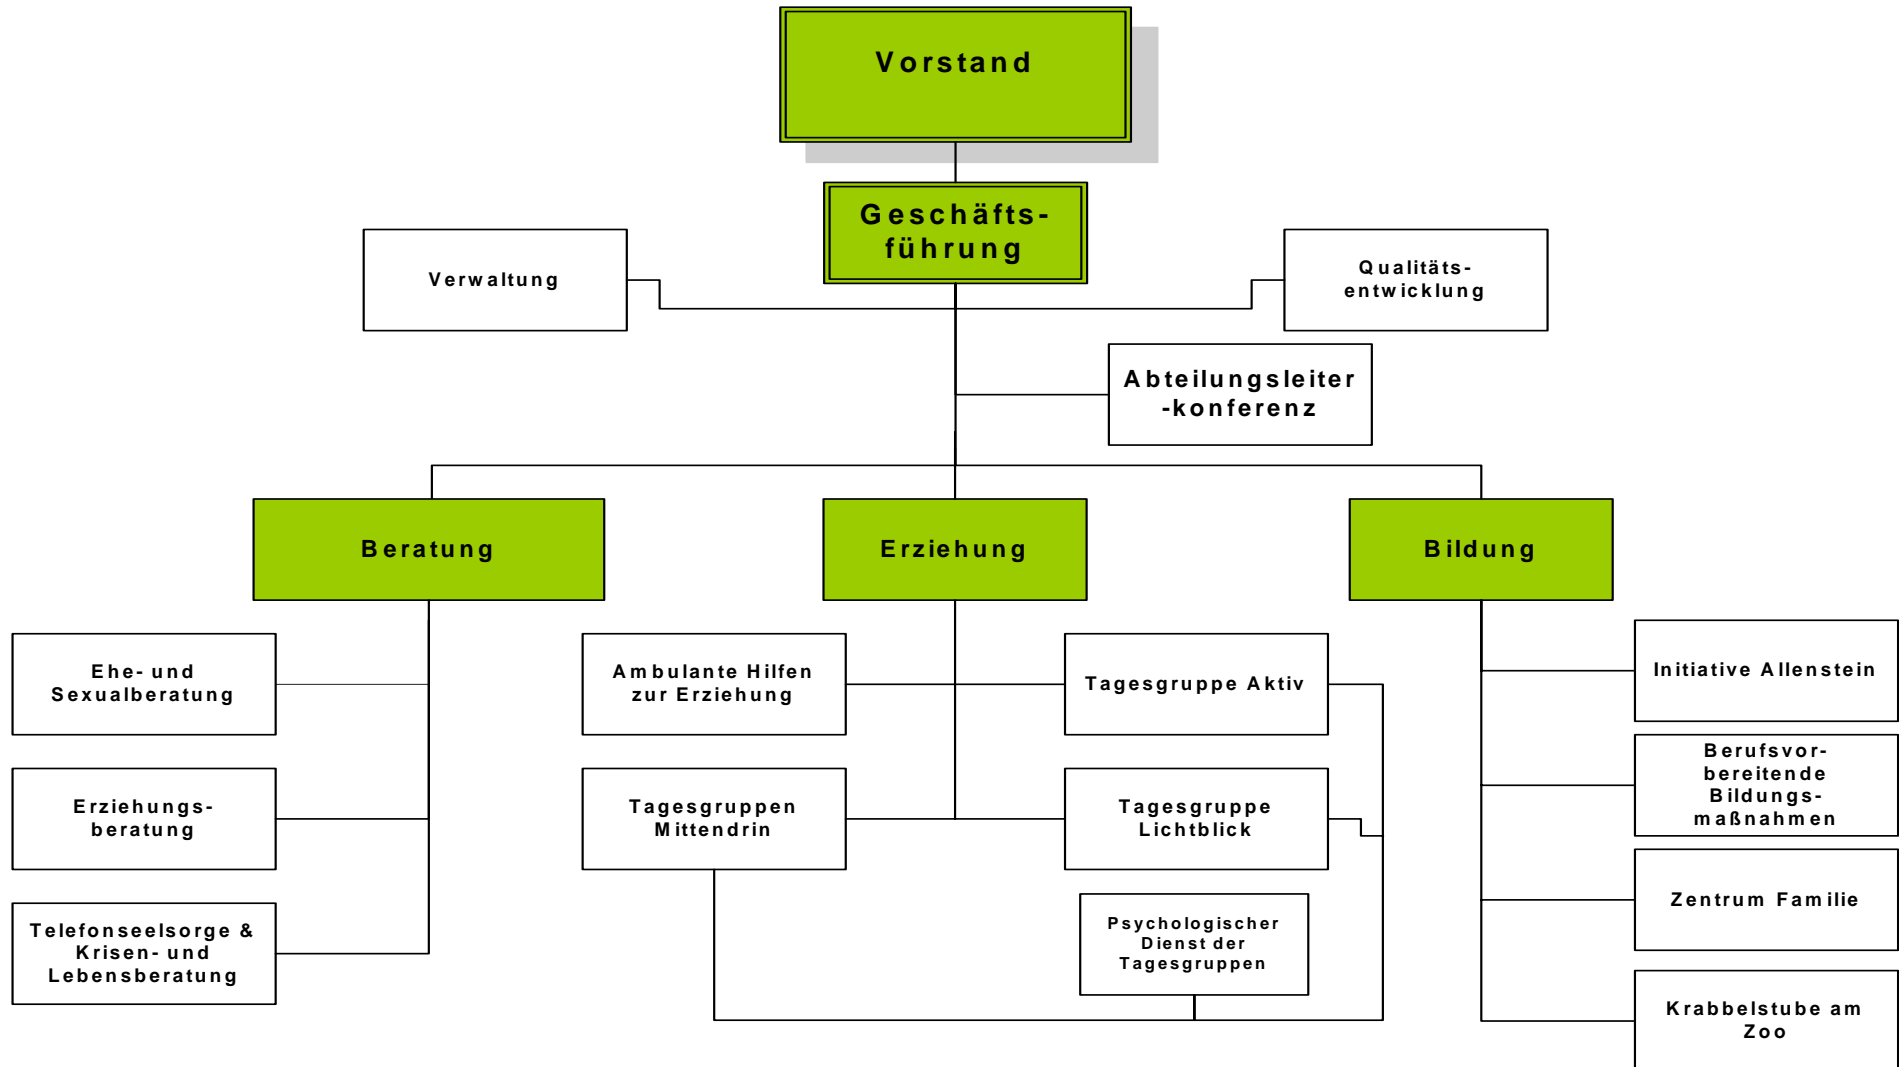 Vorstand
Geschäfts-
führung
Verwaltung
Qualitäts-
entwicklung
Abteilungsleiter
-konferenz
Beratung
Erziehung
Bildung
Ehe- und
Sexualberatung
Erziehungs-
beratung
Telefonseelsorge &
Krisen- und
Lebensberatung
Ambulante Hilfen
zur Erziehung
Tagesgruppe Aktiv
Tagesgruppen
Mittendrin
Tagesgruppe
Lichtblick
Psychologischer
Dienst der
Tagesgruppen
Initiative Allenstein
Berufsvor-
bereitende
Bildungs-
maßnahmen
Zentrum Familie
Krabbelstube am
Zoo